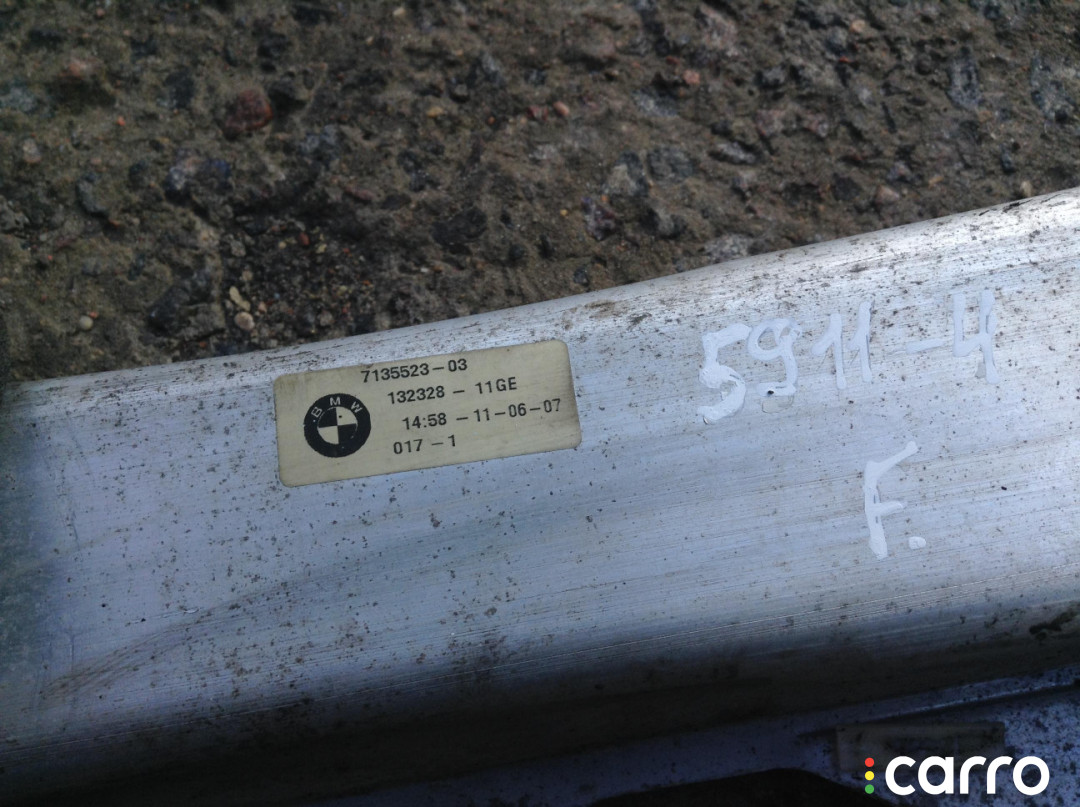 7135523-03
132328 - 11GE
14:58 - 11-06-07
017 - 1
BMW
5911-4
F.
carro